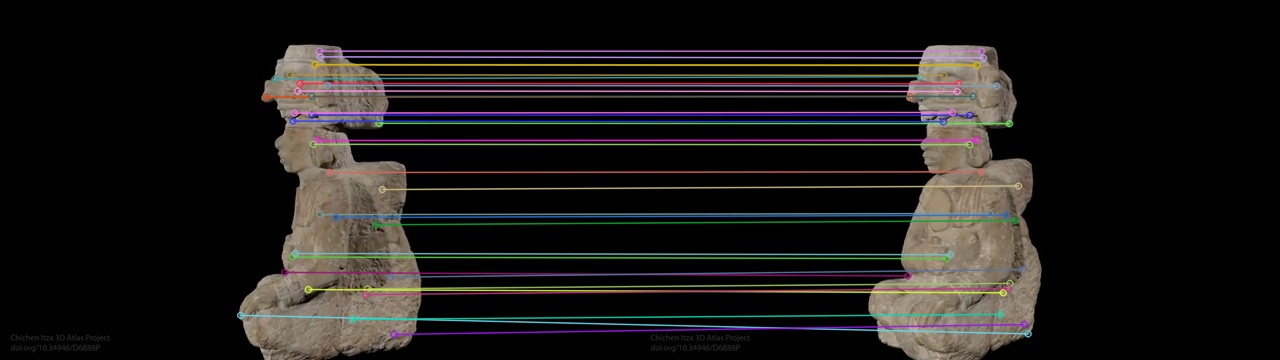 Chichen Itza 3D Atlas Project
doi.org/10.34946/D6B88P
Chichen Itza 3D Atlas Project
doi.org/10.34946/D6B88P